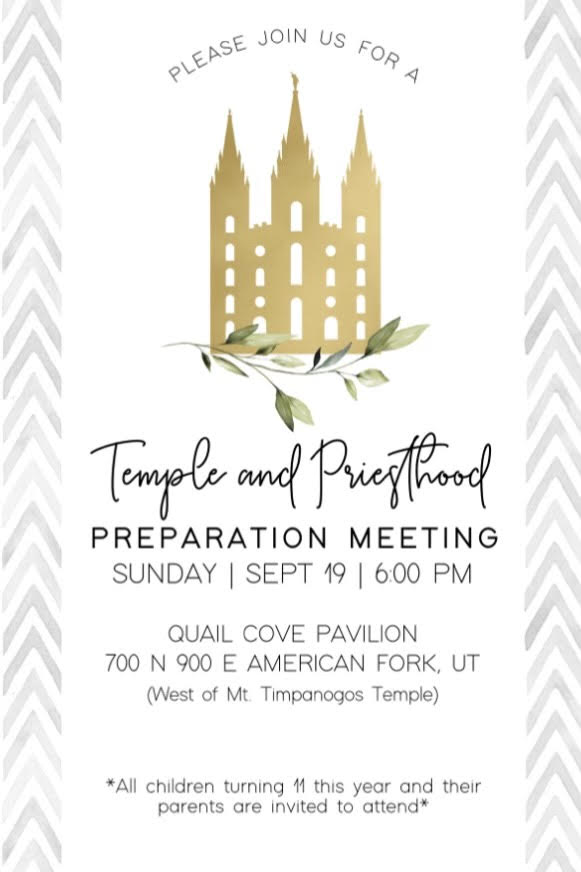 PLEASE JOIN US FOR A
Temple and Priesthood
PREPARATION MEETING
SUNDAY | SEPT 19 | 6:00 PM
QUAIL COVE PAVILION
700 N 900 E AMERICAN FORK, UT
(West of Mt. Timpanogos Temple)
*All children turning 11 this year and their
parents are invited to attend*